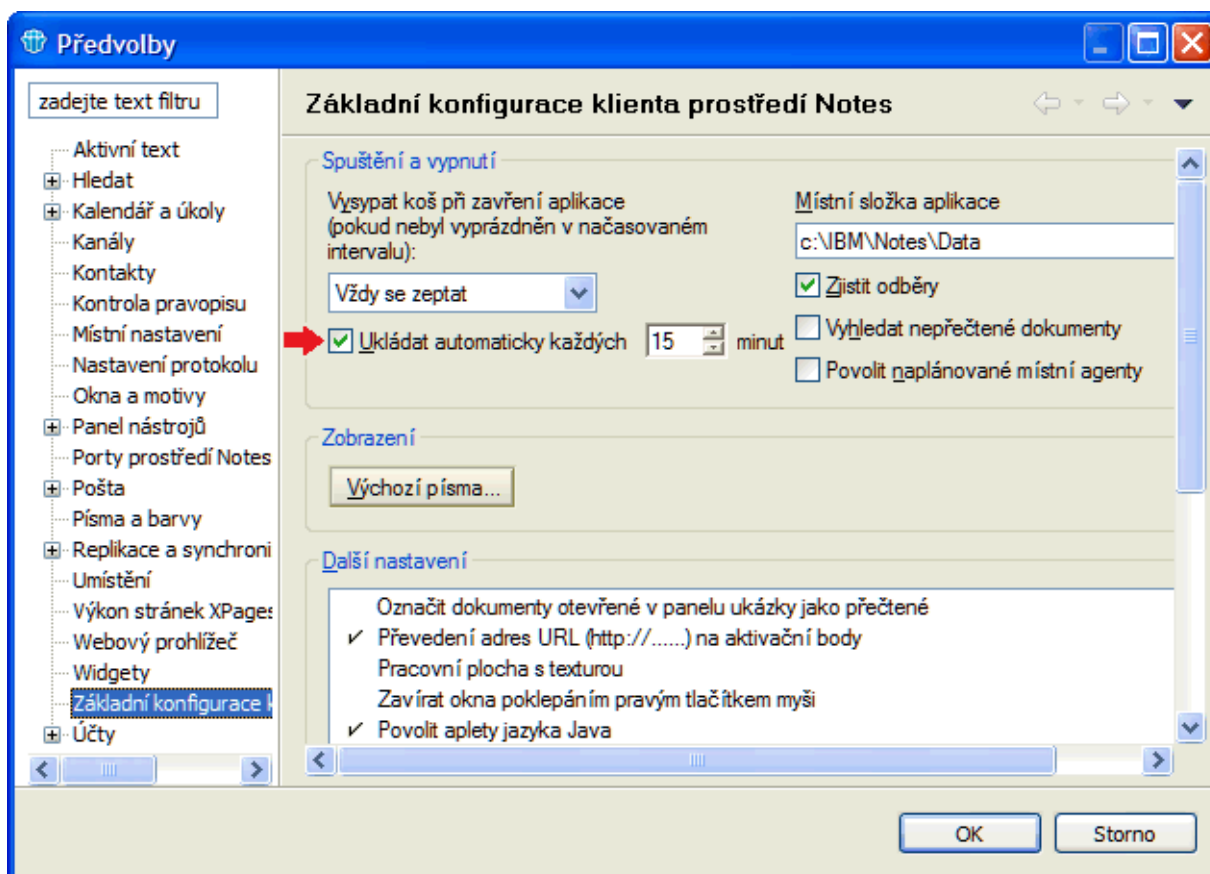 Předvolby
zadejte text filtru
Aktivní text
Hledat
Kalendář a úkoly
Kanály
Kontakty
Kontrola pravopisu
Místní nastavení
Nastavení protokolu
Okna a motivy
Panel nástrojů
Porty prostředí Notes
Pošta
Písma a barvy
Replikace a synchroni
Umístění
Výkon stránek XPages
Webový prohlížeč
Widgety
Základní konfigurace k
Účty
Základní konfigurace klienta prostředí Notes
Spuštění a vypnutí
Vysypat koš při zavření aplikace
(pokud nebyl vyprázdněn v načasovaném
intervalu):
Vždy se zeptat
Ukládat automaticky každých 15 minut
Místní složka aplikace
c:\IBM\Notes\Data
Zjistit odběry
Vyhledat nepřečtené dokumenty
Povolit naplánované místní agenty
Zobrazení
Výchozí písma...
Další nastavení
Označit dokumenty otevřené v panelu ukázky jako přečtené
Převedení adres URL (http://......) na aktivační body
Pracovní plocha s texturou
Zavírat okna poklepáním pravým tlačítkem myši
Povolit aplety jazyka Java
OK
Storno